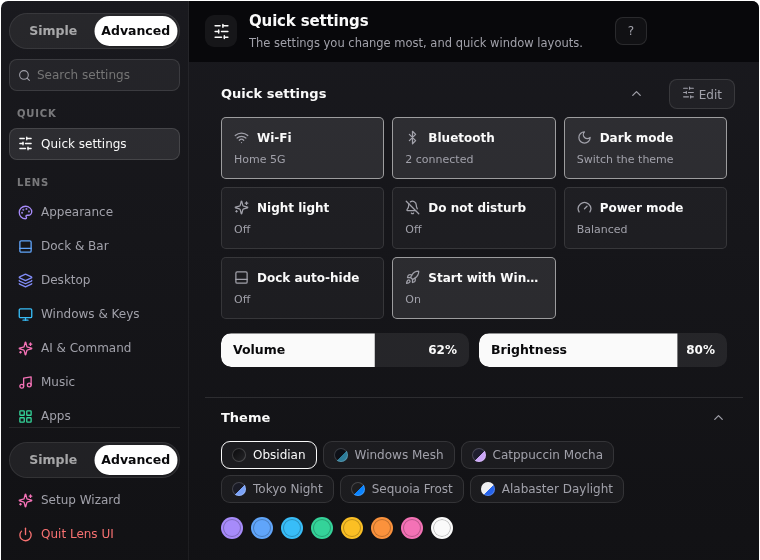 Simple Advanced
Search settings
QUICK
Quick settings
LENS
Appearance
Dock & Bar
Desktop
Windows & Keys
AI & Command
Music
Apps
Simple Advanced
Setup Wizard
Quit Lens UI
Quick settings
The settings you change most, and quick window layouts.
?
Quick settings
Edit
Wi-Fi
Home 5G
Bluetooth
2 connected
Dark mode
Switch the theme
Night light
Off
Do not disturb
Off
Power mode
Balanced
Dock auto-hide
Off
Start with Win...
On
Volume 62%
Brightness 80%
Theme
Obsidian
Windows Mesh
Catppuccin Mocha
Tokyo Night
Sequoia Frost
Alabaster Daylight